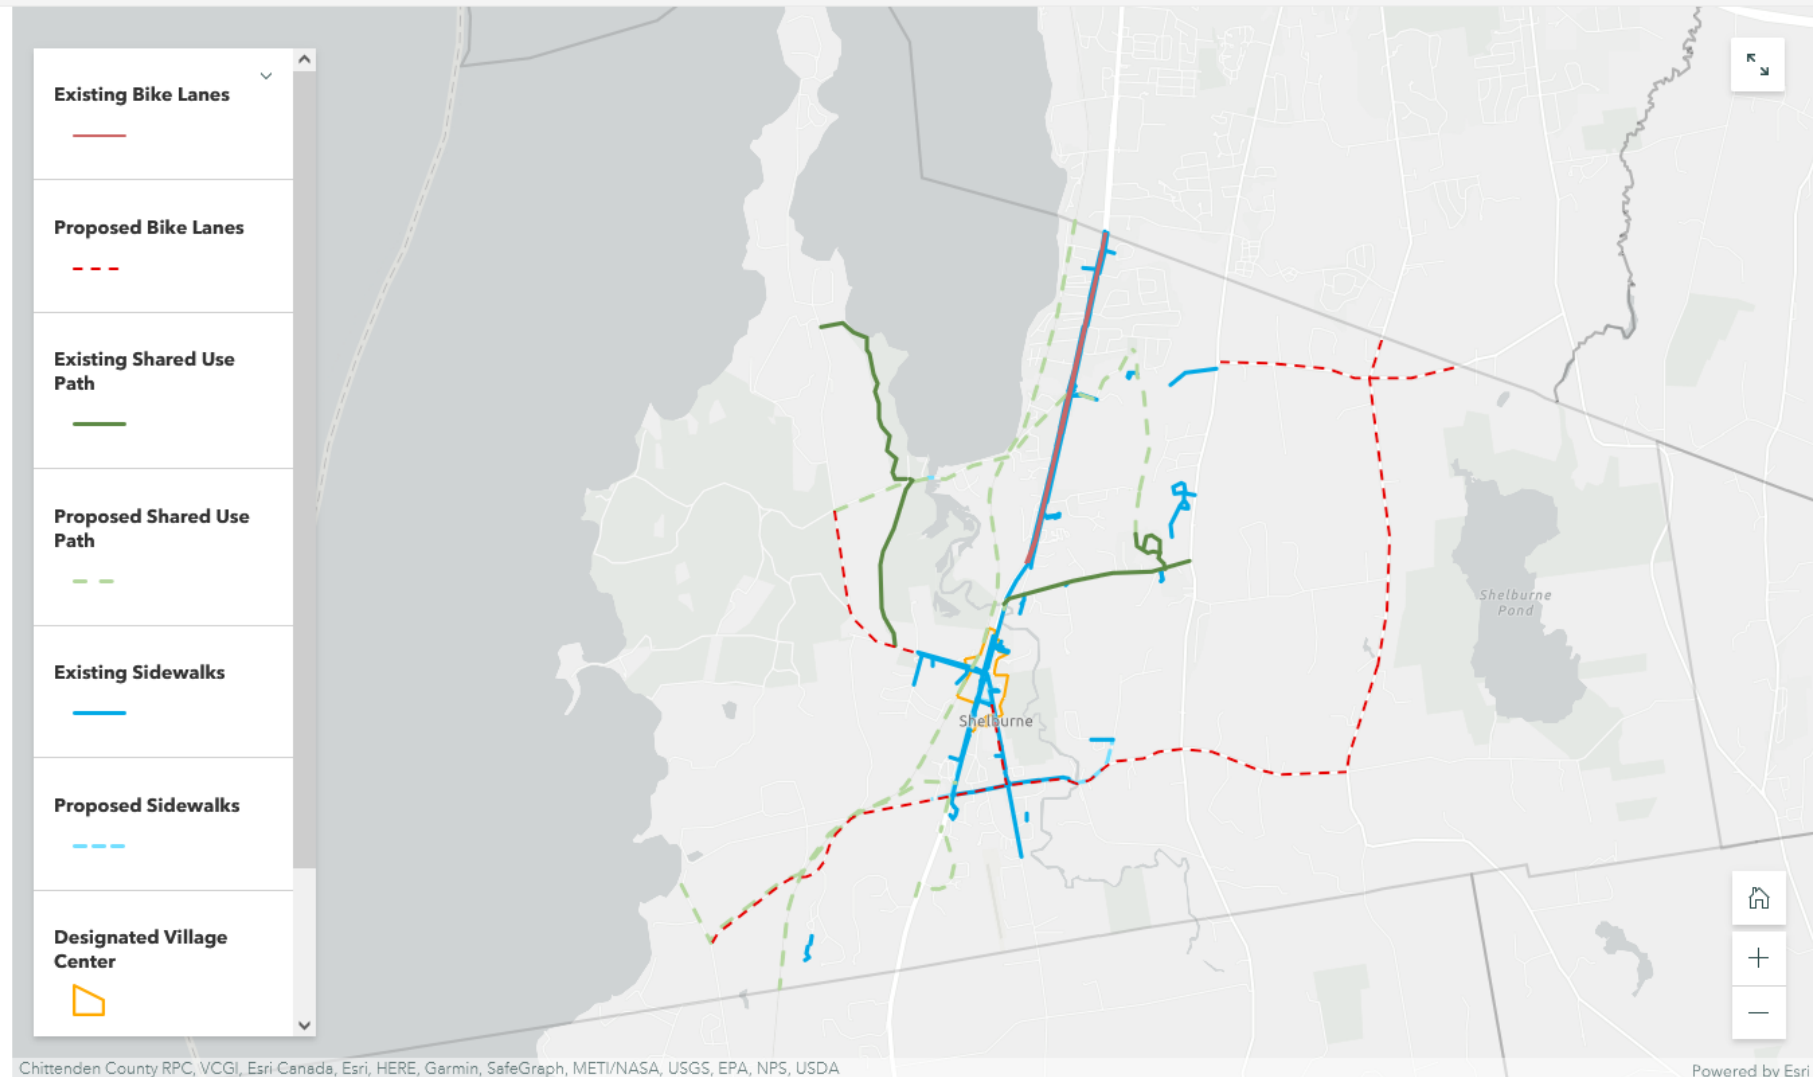 Existing Bike Lanes
Proposed Bike Lanes
Existing Shared Use
Path
Proposed Shared Use
Path
Existing Sidewalks
Proposed Sidewalks
Designated Village
Center
Shelburne
Pond
Shelburne
Chittenden County RPC, VCGI, Esri Canada, Esri, HERE, Garmin, SafeGraph, METI/NASA, USGS, EPA, NPS, USDA
Powered by Esri